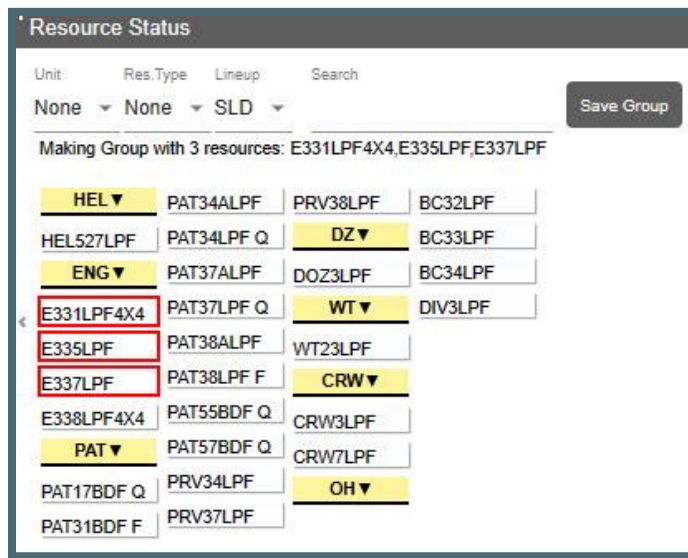 Resource Status
Unit Res.Type Lineup Search
None None SLD
Save Group
Making Group with 3 resources: E331LPF4X4,E335LPF,E337LPF
HEL▼
HEL527LPF
ENG▼
E331LPF4X4
E335LPF
E337LPF
E338LPF4X4
PAT▼
PAT17BDF Q
PAT31BDF F
PAT34ALPF
PAT34LPF Q
PAT37ALPF
PAT37LPF Q
PAT38ALPF
PAT38LPF F
PAT55BDF Q
PAT57BDF Q
PRV34LPF
PRV37LPF
PRV38LPF
DZ▼
DOZ3LPF
WT▼
WT23LPF
CRW▼
CRW3LPF
CRW7LPF
OH▼
BC32LPF
BC33LPF
BC34LPF
DIV3LPF